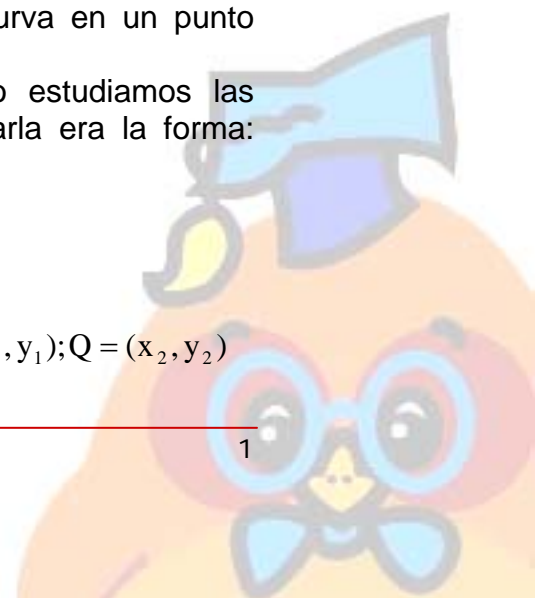 urva en un punto
estudiamos las
arla era la forma:
, y₁); Q = (x₂, y₂)
1